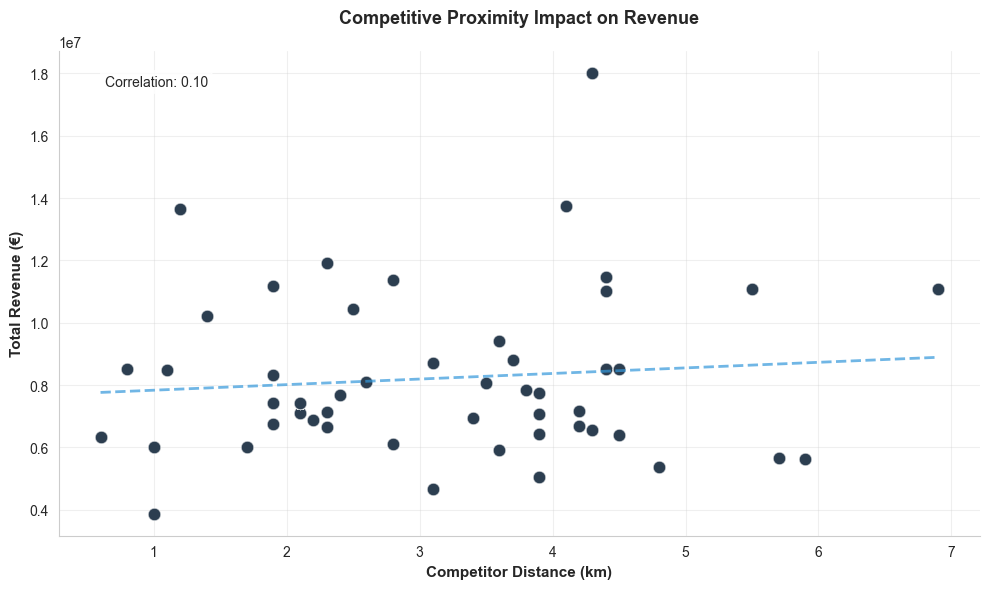 Competitive Proximity Impact on Revenue
1e7
Correlation: 0.10
1.8
1.6
1.4
1.2
1.0
0.8
0.6
0.4
Total Revenue (€)
1 2 3 4 5 6 7
Competitor Distance (km)